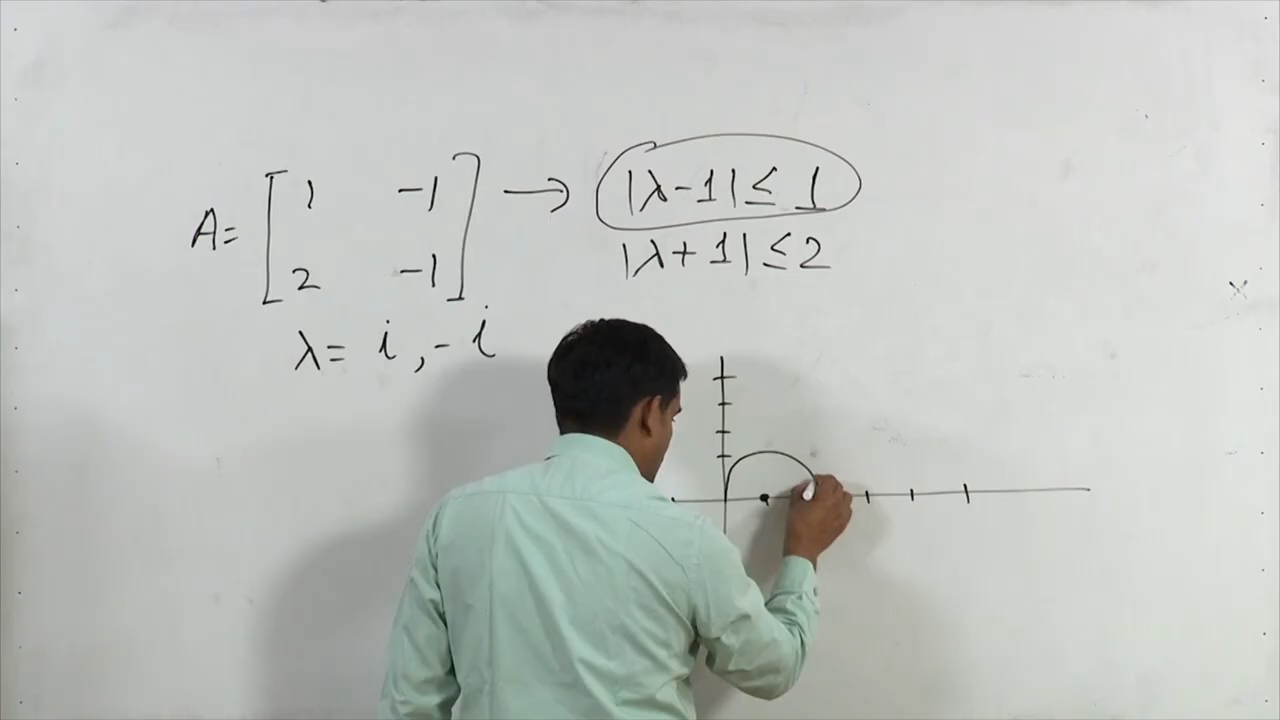 A= [ 1 -1 ] → |λ-1| ≤ 1
[ 2 -1 ] |λ+1| ≤ 2
λ= i, -i